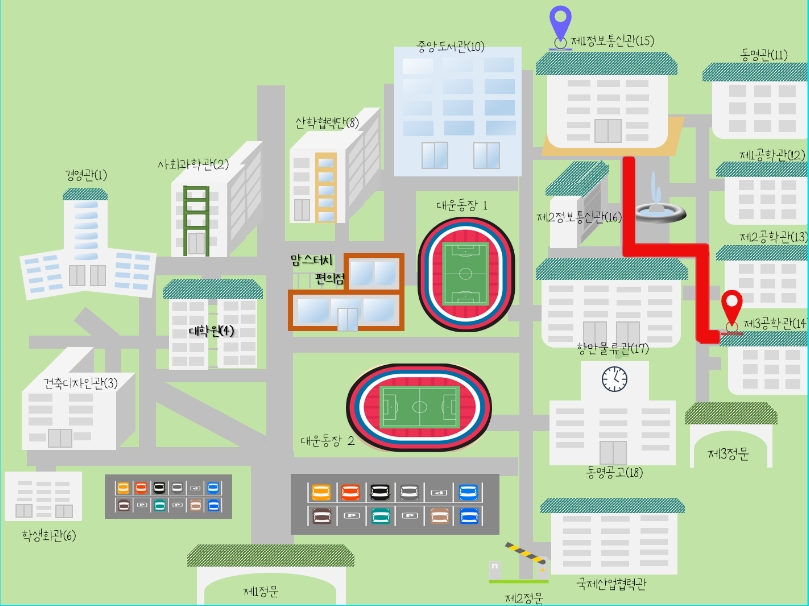 중앙도서관(10)
제1정보통신관(15)
동명관(11)
산학협력관(8)
사회과학관(2)
제1공학관(12)
경영관(1)
대운동장 1
제2정보통신관(16)
제2공학관(13)
맘스터치
편의점
대학원(4)
제3공학관(14
항만물류관(17)
건축디자인관(3)
대운동장 2
동명공고(18)
제3정문
학생회관(6)
국제산업협력관
제1정문
제2정문